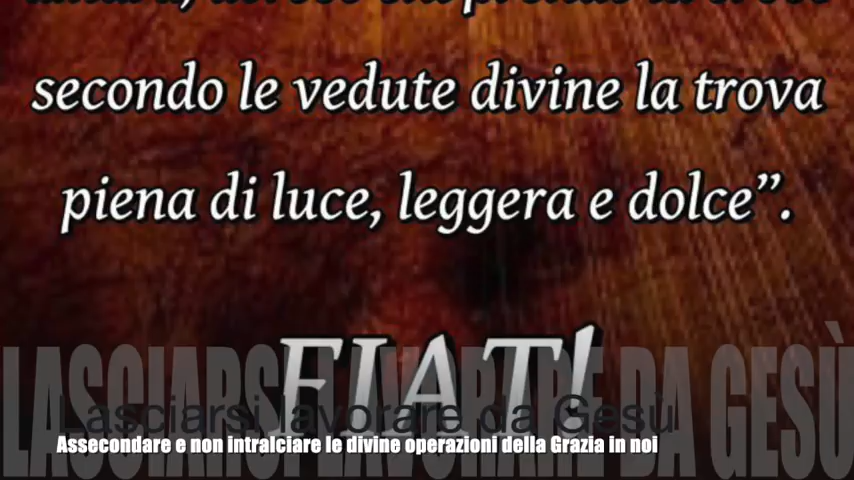 secondo le vedute divine la trova
piena di luce, leggera e dolce”.
FIAT!
LASCIARSI LAVORARE DA GESÙ
Lasciarsi lavorare da Gesù
Assecondare e non intralciare le divine operazioni della Grazia in noi